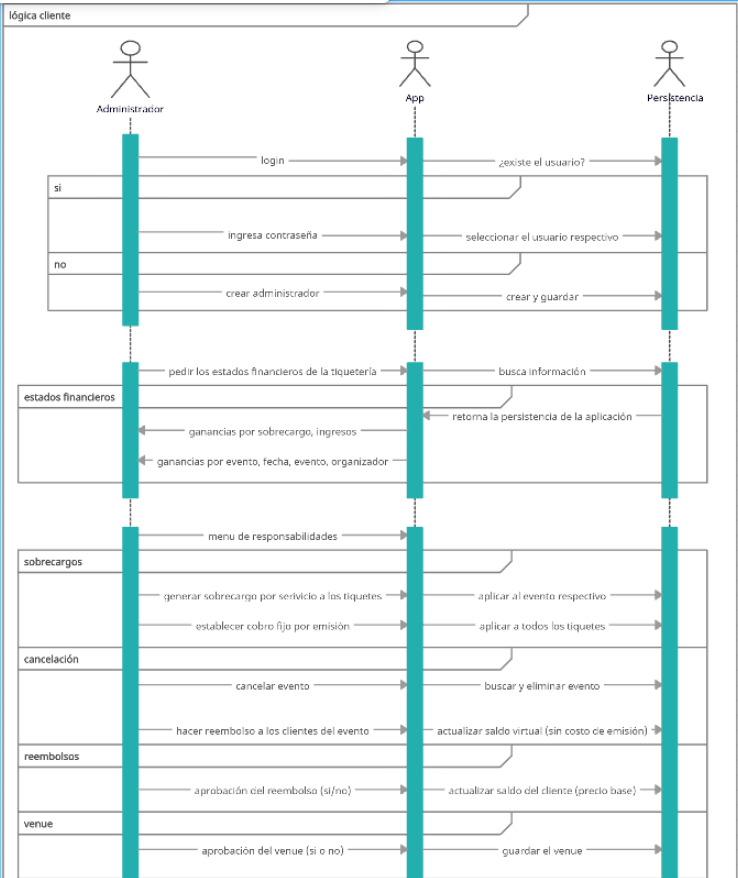 lógica cliente
Administrador
App
Persistencia
login
¿existe el usuario?
si
ingresa contraseña
seleccionar el usuario respectivo
no
crear administrador
crear y guardar
pedir los estados financieros de la tiquetería
busca información
estados financieros
retorna la persistencia de la aplicación
ganancias por sobrecargo, ingresos
ganancias por evento, fecha, evento, organizador
menu de responsabilidades
sobrecargos
generar sobrecargo por serivicio a los tiquetes
aplicar al evento respectivo
establecer cobro fijo por emisión
aplicar a todos los tiquetes
cancelación
cancelar evento
buscar y eliminar evento
hacer reembolso a los clientes del evento
actualizar saldo virtual (sin costo de emisión)
reembolsos
aprobación del reembolso (si/no)
actualizar saldo del cliente (precio base)
venue
aprobación del venue (si o no)
guardar el venue